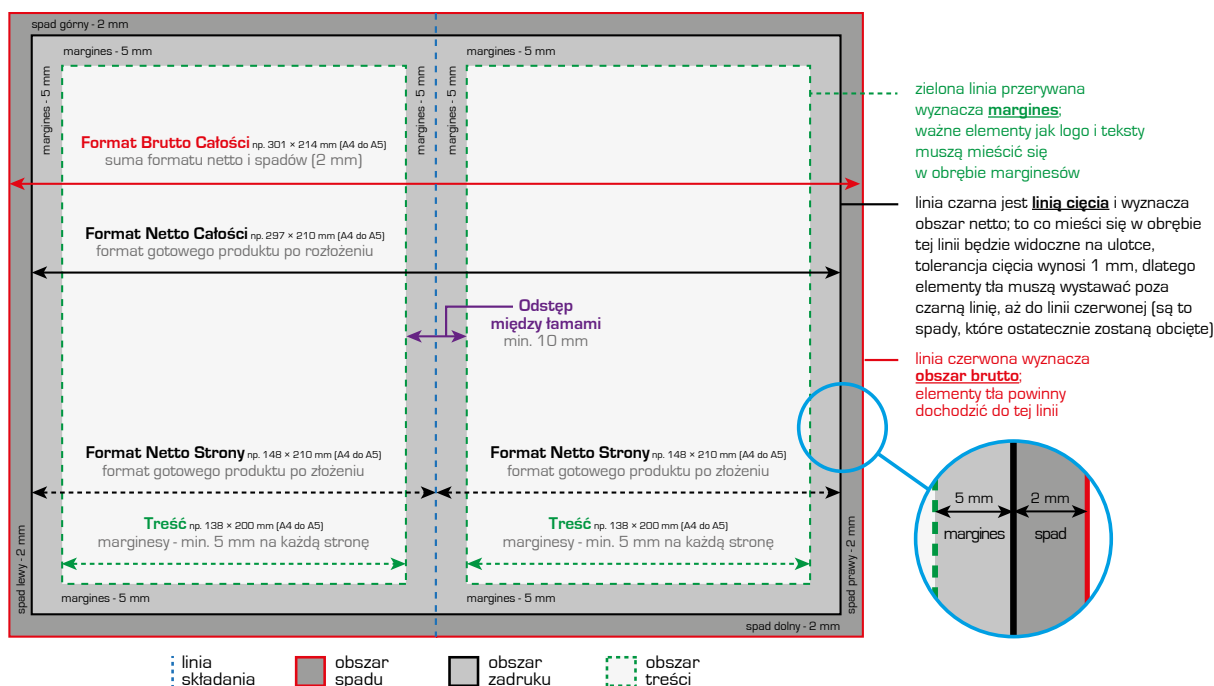 spad górny - 2 mm
margines - 5 mm
margines - 5 mm
margines - 5 mm
margines - 5 mm
margines - 5 mm
Format Brutto Całości np. 301 × 214 mm (A4 do A5)
suma formatu netto i spadów (2 mm)
Format Netto Całości np. 297 × 210 mm (A4 do A5)
format gotowego produktu po rozłożeniu
Odstęp
między łamami
min. 10 mm
Format Netto Strony np. 148 × 210 mm (A4 do A5)
format gotowego produktu po złożeniu
Format Netto Strony np. 148 × 210 mm (A4 do A5)
format gotowego produktu po złożeniu
Treść np. 138 × 200 mm (A4 do A5)
marginesy - min. 5 mm na każdą stronę
Treść np. 138 × 200 mm (A4 do A5)
marginesy - min. 5 mm na każdą stronę
spad lewy - 2 mm
spad prawy - 2 mm
margines - 5 mm
margines - 5 mm
spad dolny - 2 mm
zielona linia przerywana
wyznacza margines;
ważne elementy jak logo i teksty
muszą mieścić się
w obrębie marginesów
linia czarna jest linią cięcia i wyznacza
obszar netto; to co mieści się w obrębie
tej linii będzie widoczne na ulotce,
tolerancja cięcia wynosi 1 mm, dlatego
elementy tła muszą wystawać poza
czarną linię, aż do linii czerwonej (są to
spady, które ostatecznie zostaną obcięte)
linia czerwona wyznacza
obszar brutto;
elementy tła powinny
dochodzić do tej linii
5 mm
margines
2 mm
spad
linia
składania
obszar
spadu
obszar
zadruku
obszar
treści